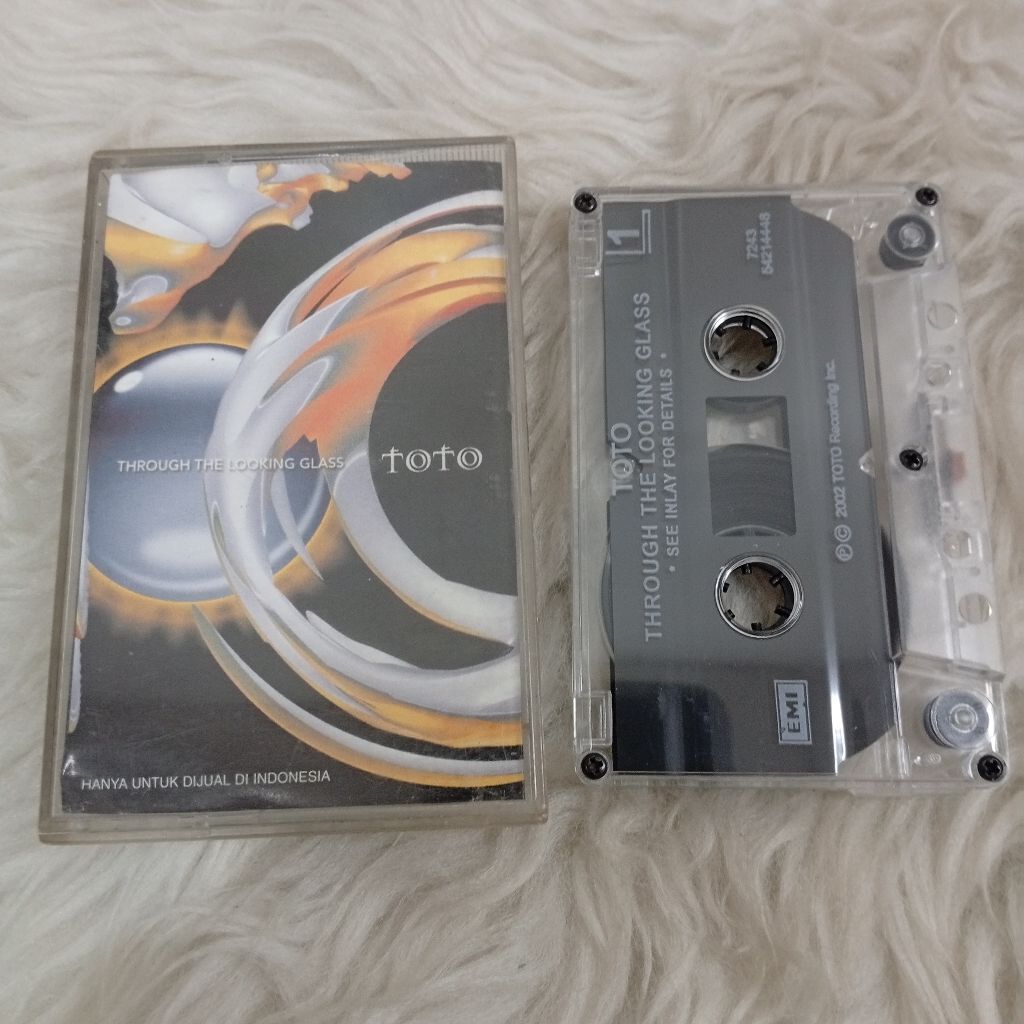 THROUGH THE LOOKING GLASS
TOTO
HANYA UNTUK DIJUAL DI INDONESIA
1
TOTO
THROUGH THE LOOKING GLASS
• SEE INLAY FOR DETAILS •
7243
54214448
℗© 2002 TOTO Recording Inc.
EMI